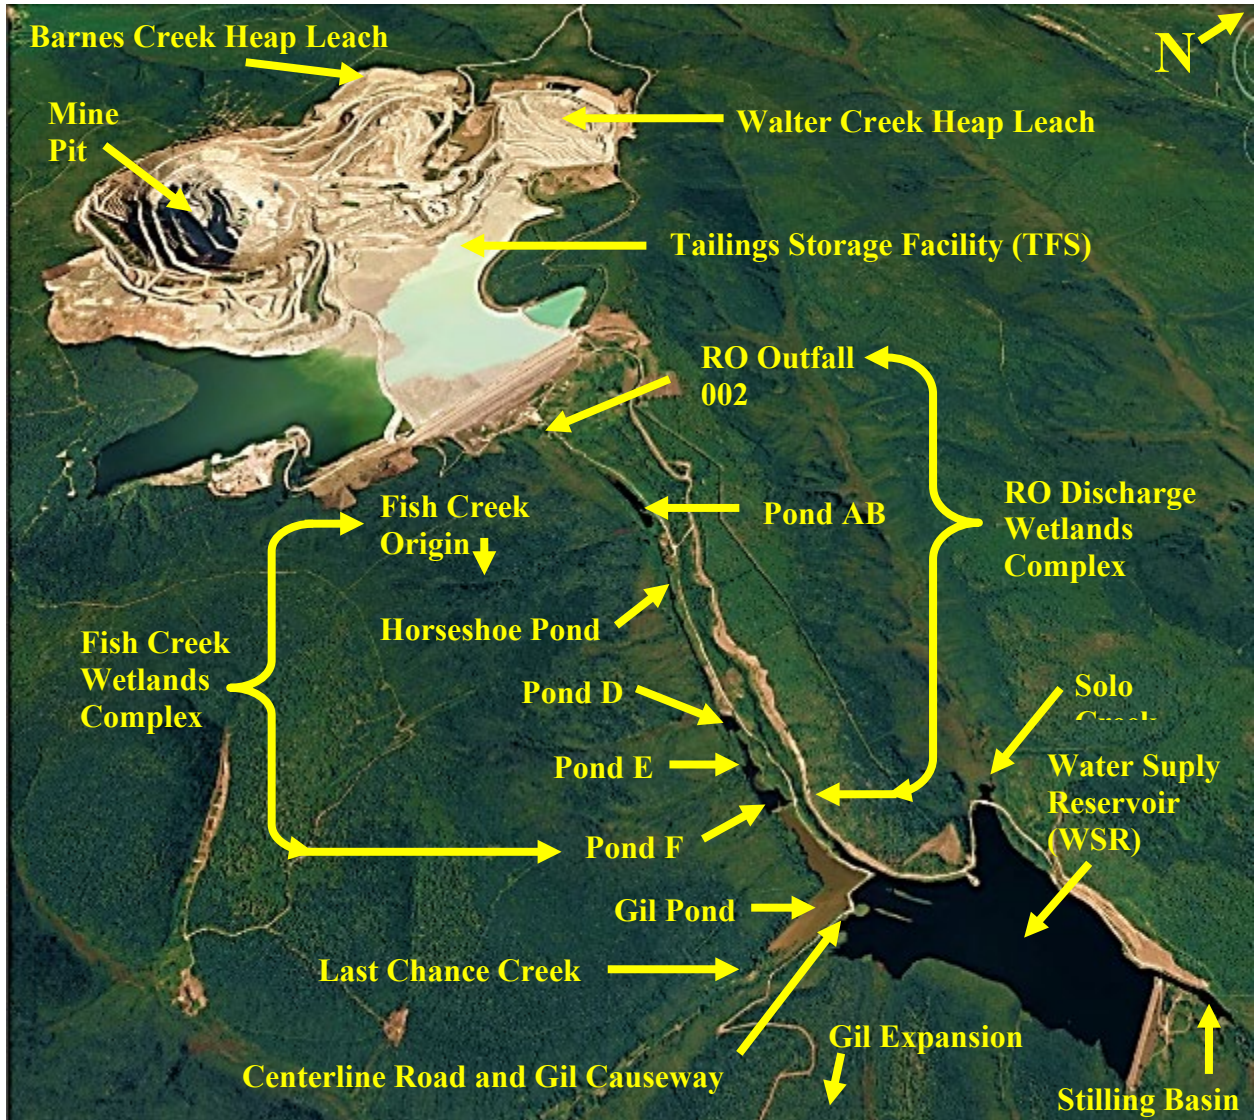 N
Barnes Creek Heap Leach
Mine
Pit
Walter Creek Heap Leach
Tailings Storage Facility (TFS)
RO Outfall
002
RO Discharge
Wetlands
Complex
Fish Creek
Origin
Pond AB
Horseshoe Pond
Fish Creek
Wetlands
Complex
Pond D
Solo
Pond E
Water Suply
Reservoir
(WSR)
Pond F
Gil Pond
Last Chance Creek
Gil Expansion
Centerline Road and Gil Causeway
Stilling Basin